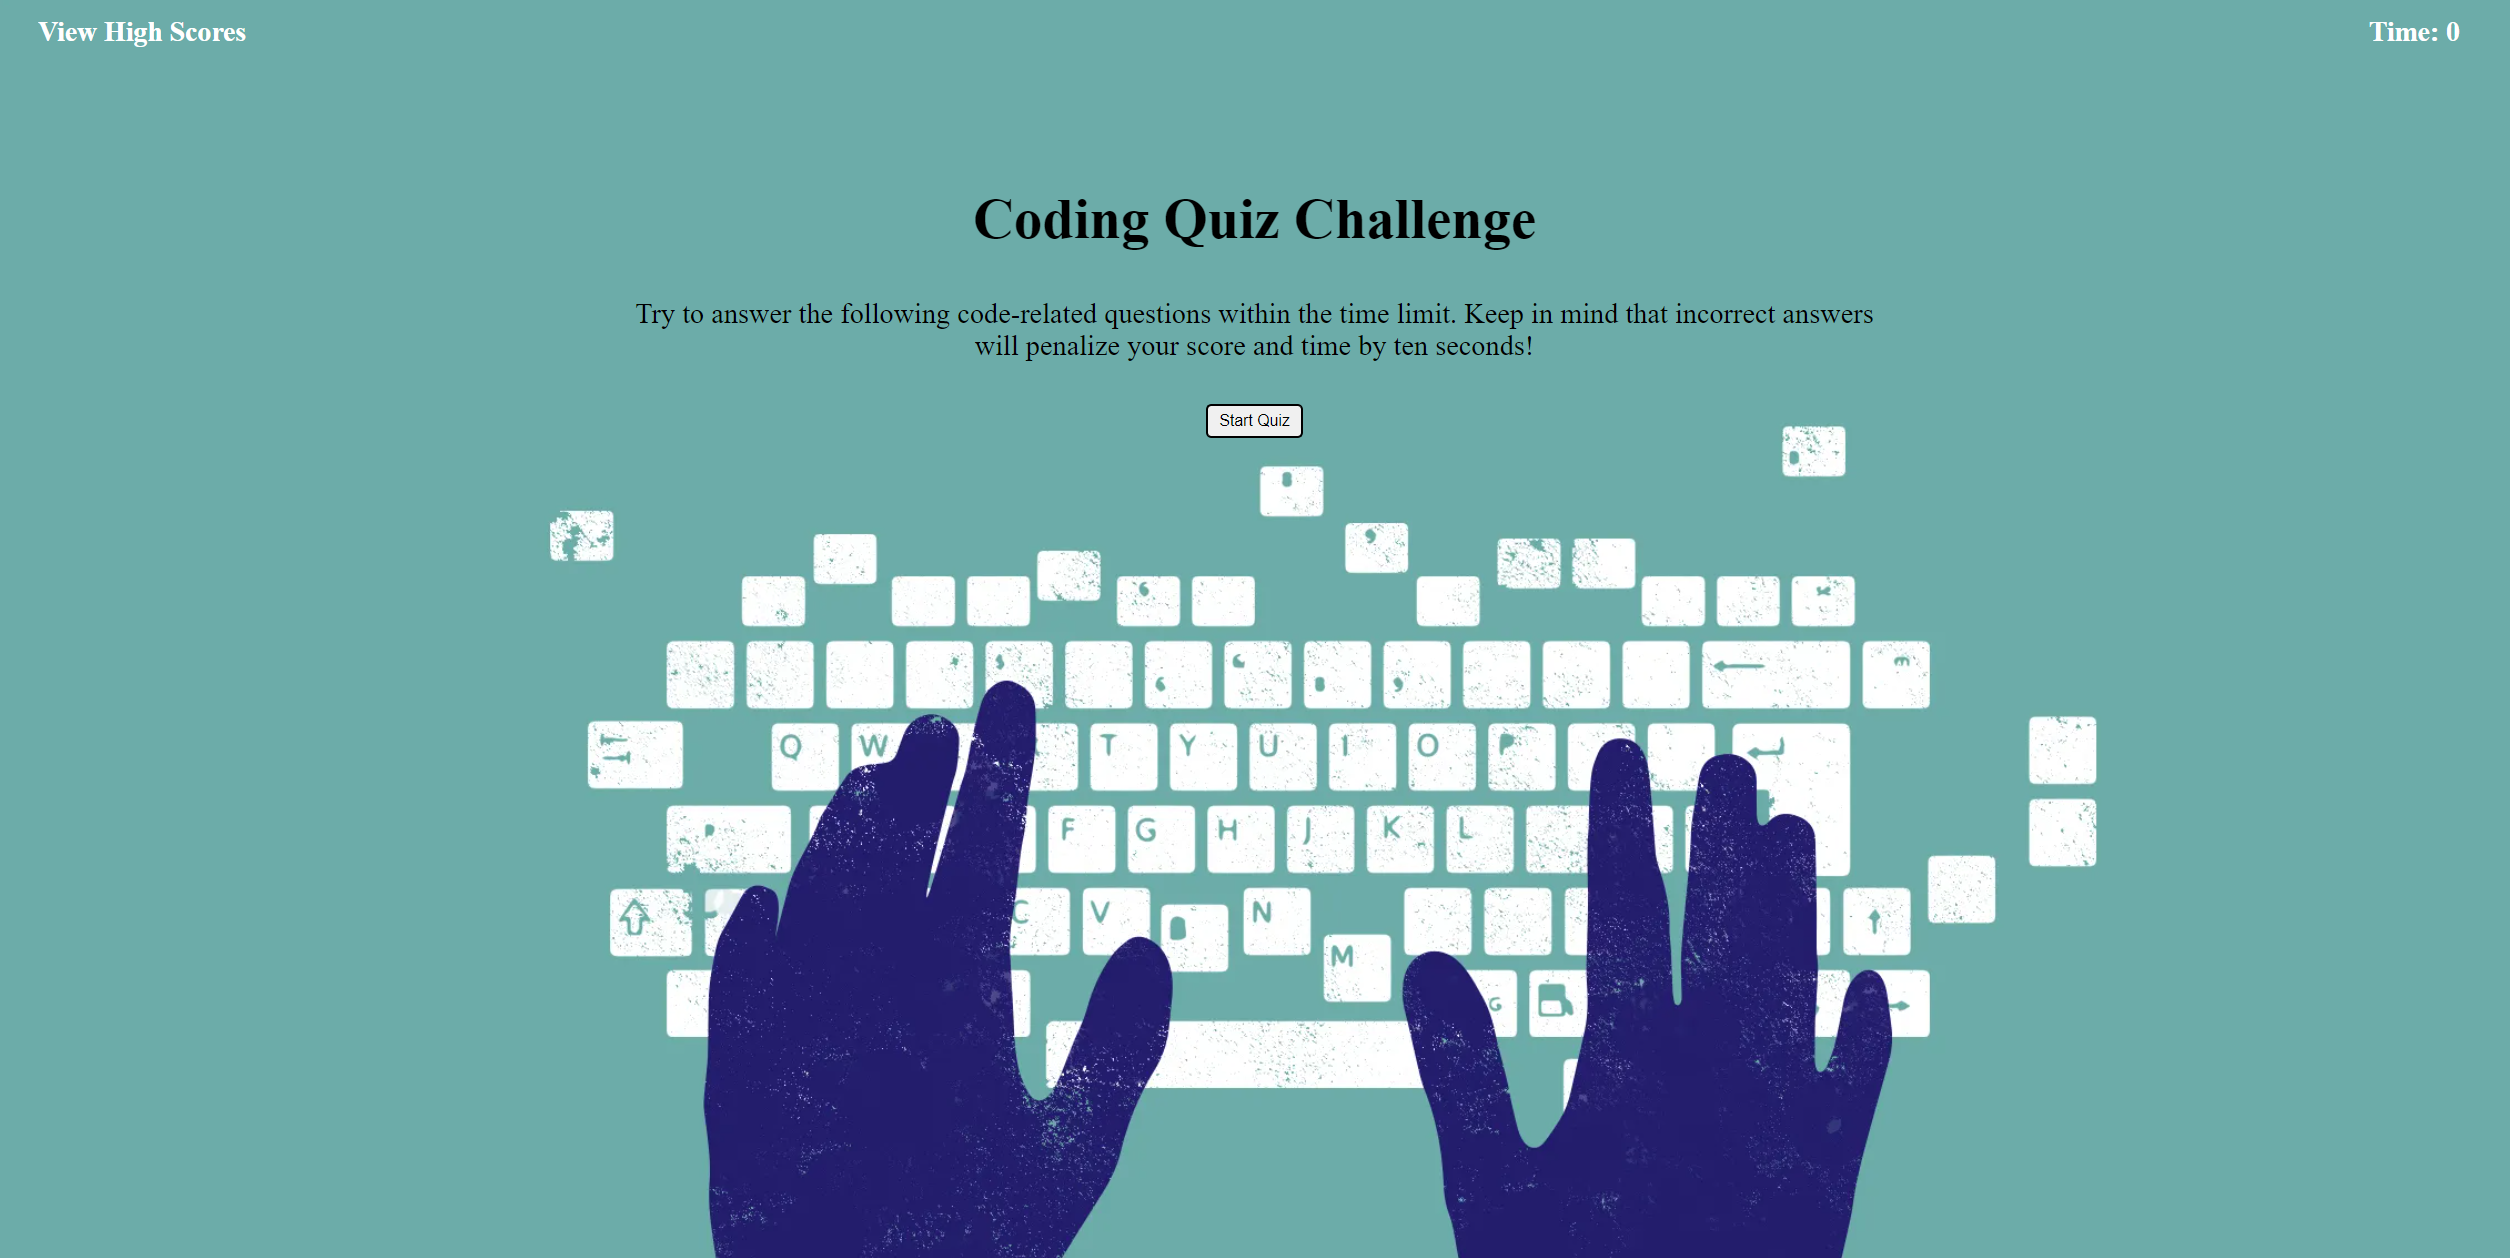 View High Scores
Time: 0
Coding Quiz Challenge
Try to answer the following code-related questions within the time limit. Keep in mind that incorrect answers
will penalize your score and time by ten seconds!
Start Quiz
Q W T Y U I O P
F G H J K L
C V N
M
G